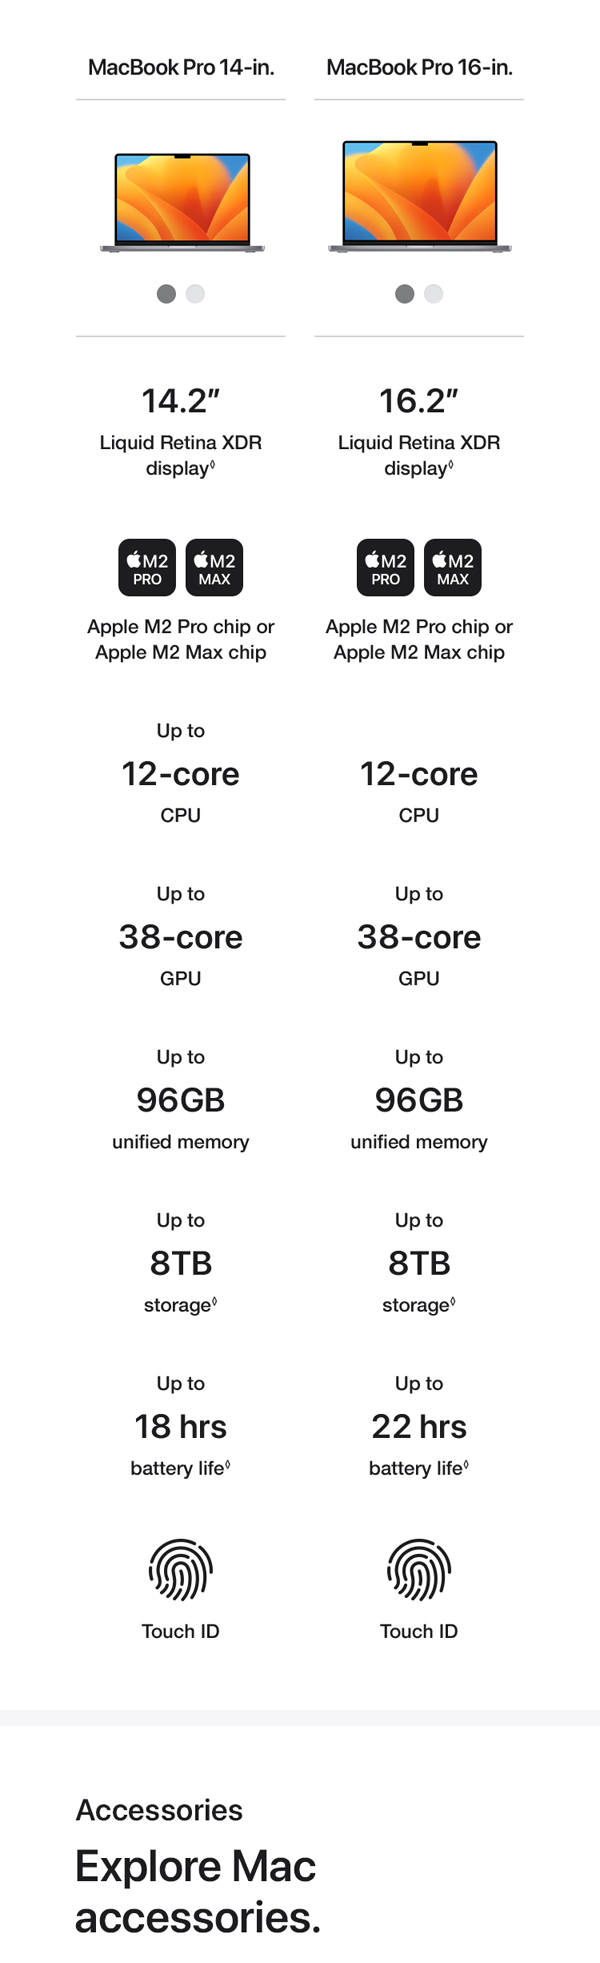 MacBook Pro 14-in.
MacBook Pro 16-in.
14.2″
Liquid Retina XDR
display◊
16.2″
Liquid Retina XDR
display◊
M2
PRO
M2
MAX
Apple M2 Pro chip or
Apple M2 Max chip
M2
PRO
M2
MAX
Apple M2 Pro chip or
Apple M2 Max chip
Up to
12-core
CPU
12-core
CPU
Up to
38-core
GPU
Up to
38-core
GPU
Up to
96GB
unified memory
Up to
96GB
unified memory
Up to
8TB
storage◊
Up to
8TB
storage◊
Up to
18 hrs
battery life◊
Up to
22 hrs
battery life◊
Touch ID
Touch ID
Accessories
Explore Mac
accessories.